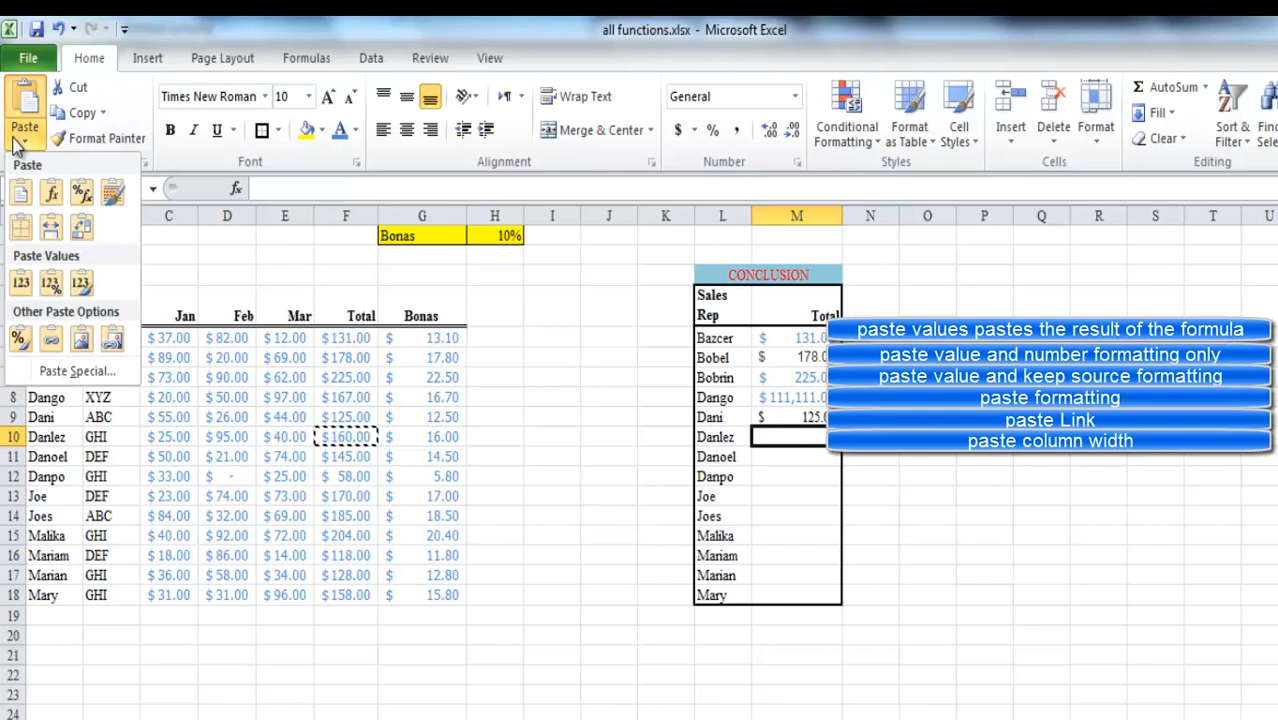 all functions.xlsx - Microsoft Excel
File Home Insert Page Layout Formulas Data Review View
Cut
Copy
Format Painter
Paste
Times New Roman 10
B I U A
Font
Wrap Text
Merge & Center
Alignment
General
$ % ,
Number
Conditional Formatting
Format as Table
Cell Styles
Styles
Insert Delete Format
Cells
AutoSum
Fill
Clear
Sort & Filter
Editing
Paste
Paste Values
Other Paste Options
Paste Special...
fx
C D E F G H I J K L M N O P Q R S T U
Bonas 10%
CONCLUSION
Sales Rep Total
Jan Feb Mar Total Bonas
$ 37.00 $ 82.00 $ 12.00 $ 131.00 $ 13.10 Bazcer $ 131.0
$ 89.00 $ 20.00 $ 69.00 $ 178.00 $ 17.80 Bobel $ 178.0
$ 73.00 $ 90.00 $ 62.00 $ 225.00 $ 22.50 Bobrin $ 225.0
8 Dango XYZ $ 20.00 $ 50.00 $ 97.00 $ 167.00 $ 16.70 Dango $ 111,111.0
9 Dani ABC $ 55.00 $ 26.00 $ 44.00 $ 125.00 $ 12.50 Dani $ 125.0
10 Danlez GHI $ 25.00 $ 95.00 $ 40.00 $ 160.00 $ 16.00 Danlez
11 Danoel DEF $ 50.00 $ 21.00 $ 74.00 $ 145.00 $ 14.50 Danoel
12 Danpo GHI $ 33.00 $ - $ 25.00 $ 58.00 $ 5.80 Danpo
13 Joe DEF $ 23.00 $ 74.00 $ 73.00 $ 170.00 $ 17.00 Joe
14 Joes ABC $ 84.00 $ 32.00 $ 69.00 $ 185.00 $ 18.50 Joes
15 Malika GHI $ 40.00 $ 92.00 $ 72.00 $ 204.00 $ 20.40 Malika
16 Mariam DEF $ 18.00 $ 86.00 $ 14.00 $ 118.00 $ 11.80 Mariam
17 Marian GHI $ 36.00 $ 58.00 $ 34.00 $ 128.00 $ 12.80 Marian
18 Mary GHI $ 31.00 $ 31.00 $ 96.00 $ 158.00 $ 15.80 Mary
19
20
21
22
23
24
paste values pastes the result of the formula
paste value and number formatting only
paste value and keep source formatting
paste formatting
paste Link
paste column width